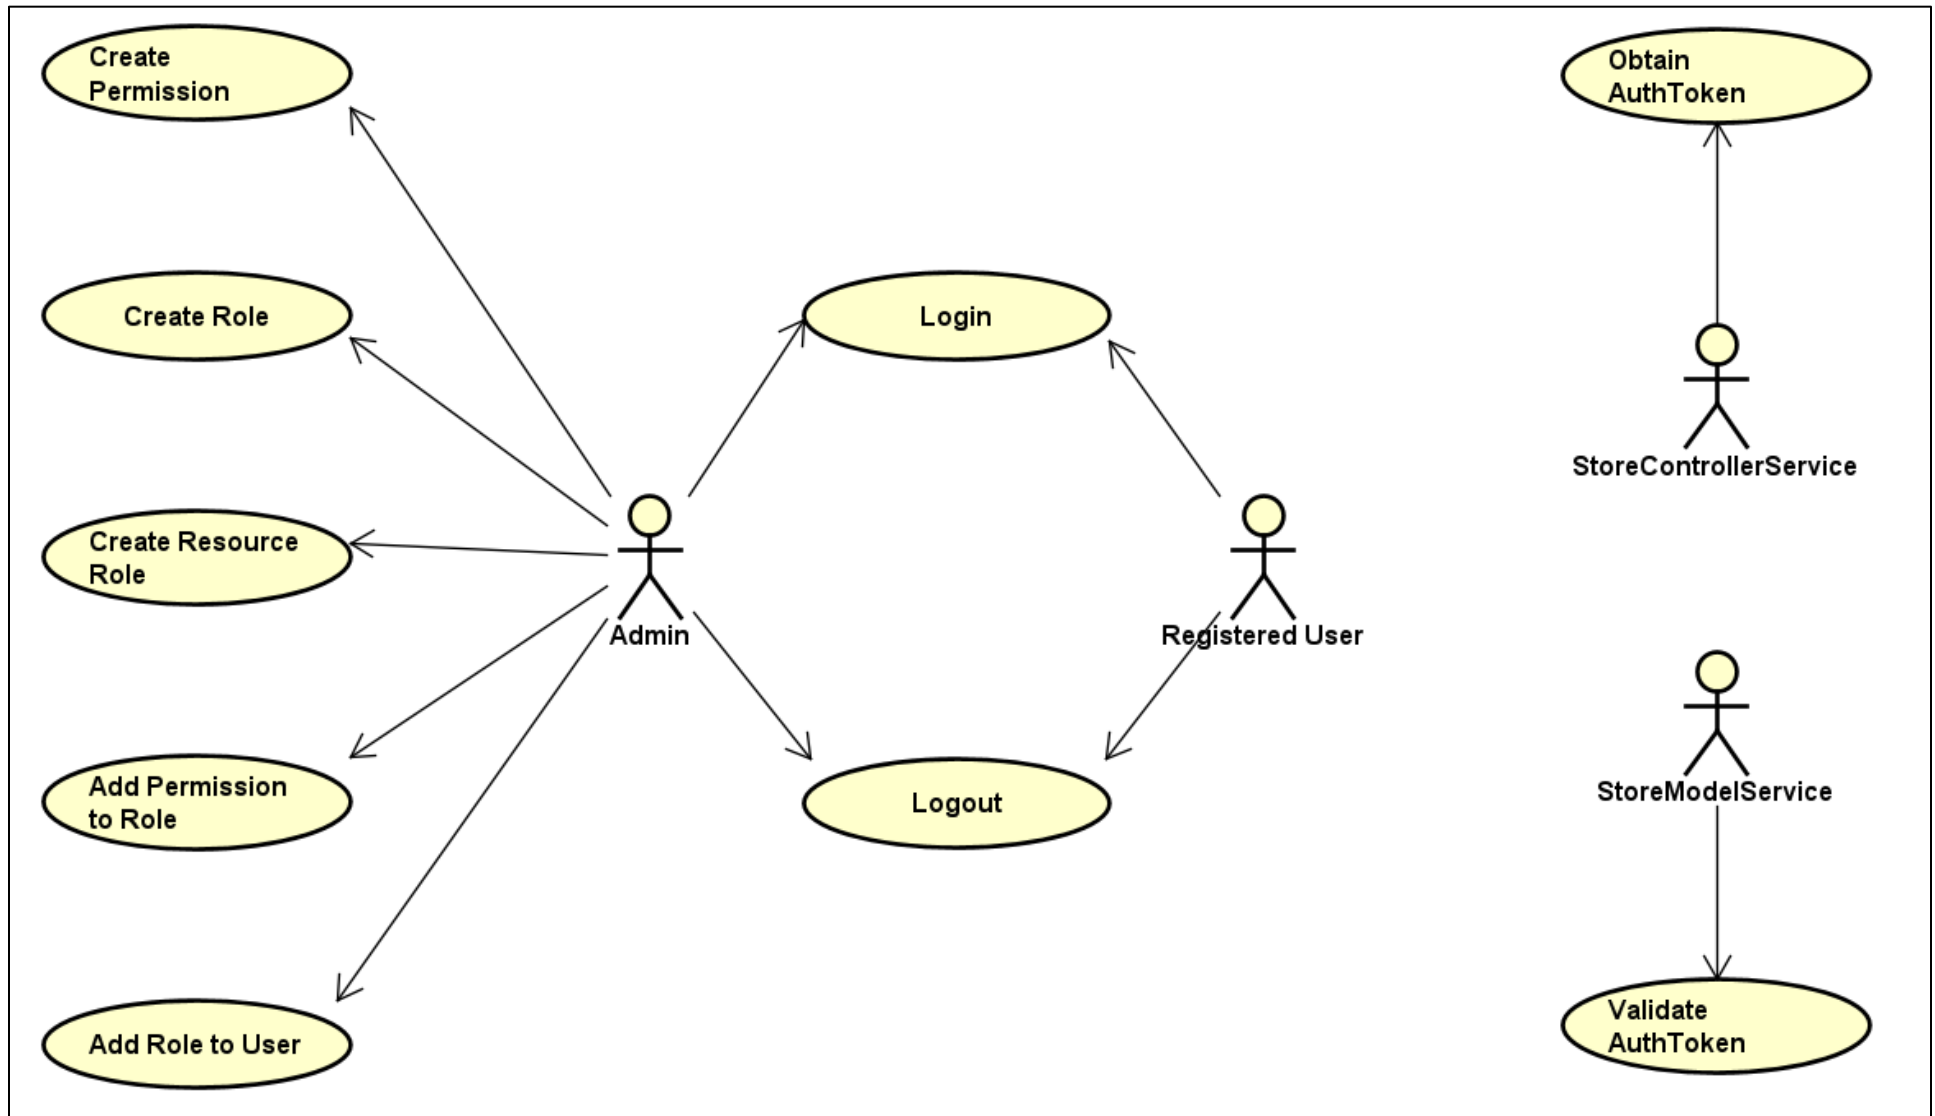 Create
Permission
Obtain
AuthToken
Create Role
Login
StoreControllerService
Create Resource
Role
Admin
Registered User
Add Permission
to Role
StoreModelService
Logout
Add Role to User
Validate
AuthToken